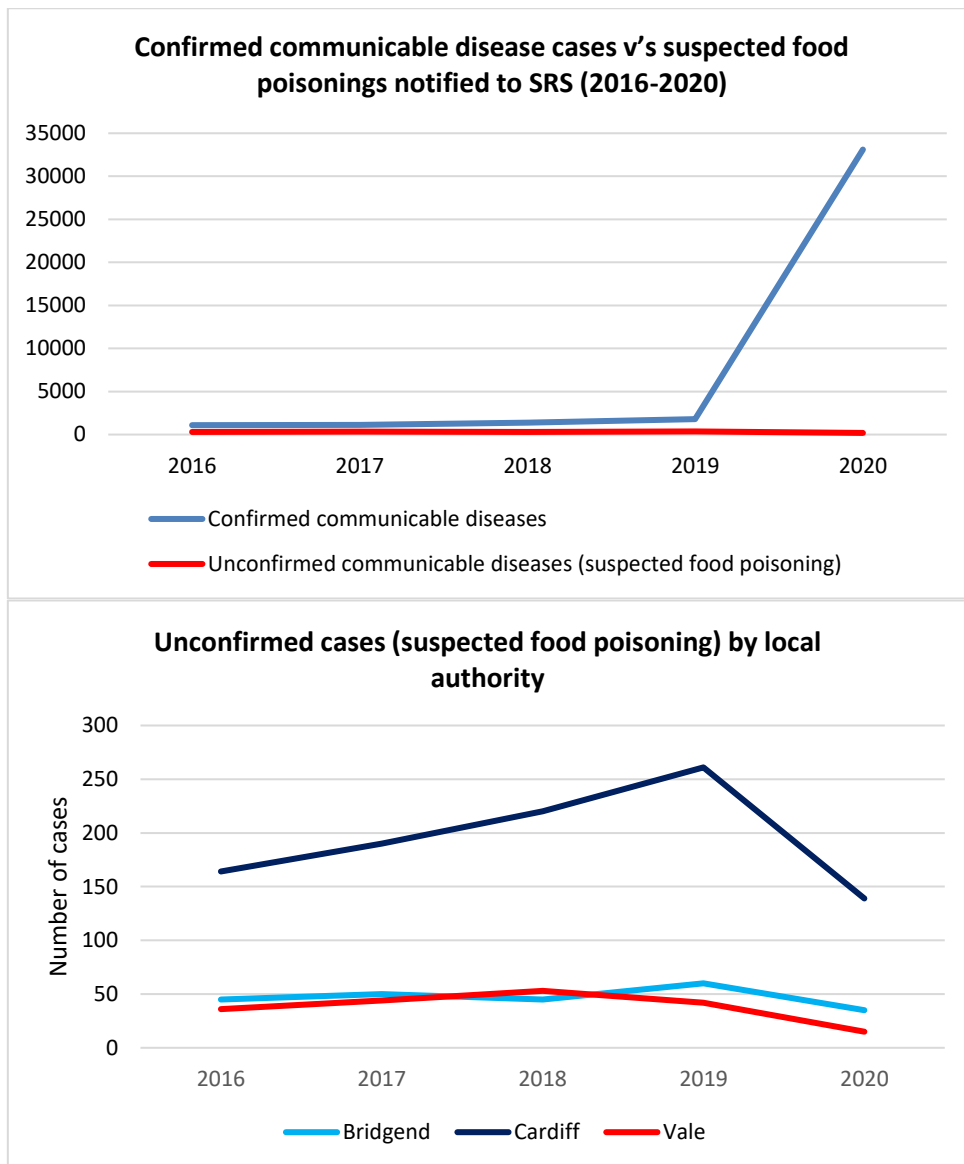 Confirmed communicable disease cases v’s suspected food
poisonings notified to SRS (2016-2020)
35000
30000
25000
20000
15000
10000
5000
0
2016 2017 2018 2019 2020
Confirmed communicable diseases
Unconfirmed communicable diseases (suspected food poisoning)
Unconfirmed cases (suspected food poisoning) by local
authority
Number of cases
300
250
200
150
100
50
0
2016 2017 2018 2019 2020
Bridgend Cardiff Vale